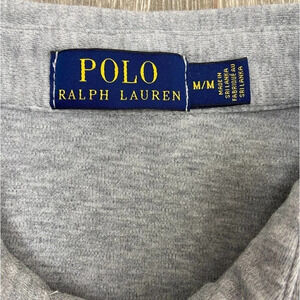 POLO
RALPH LAUREN
M/M
MADE IN
SRI LANKA
FABRIQUÉ AU
SRI LANKA